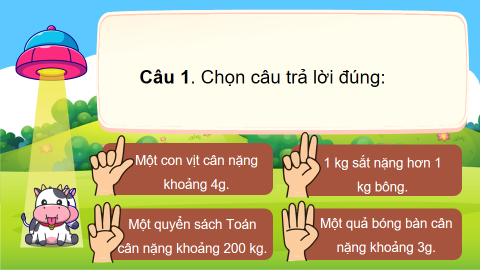 Câu 1. Chọn câu trả lời đúng:
Một con vịt cân nặng
khoảng 4g.
1 kg sắt nặng hơn 1
kg bông.
Một quyển sách Toán
cân nặng khoảng 200 kg.
Một quả bóng bàn cân
nặng khoảng 3g.